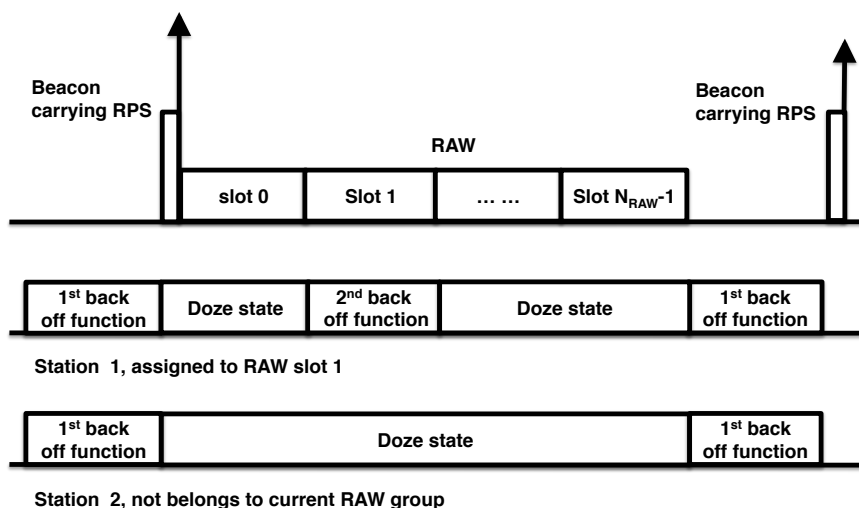 Beacon
carrying RPS
Beacon
carrying RPS
RAW
slot 0
Slot 1
... ...
Slot N_RAW-1
1st back
off function
Doze state
2nd back
off function
Doze state
1st back
off function
Station 1, assigned to RAW slot 1
1st back
off function
Doze state
1st back
off function
Station 2, not belongs to current RAW group